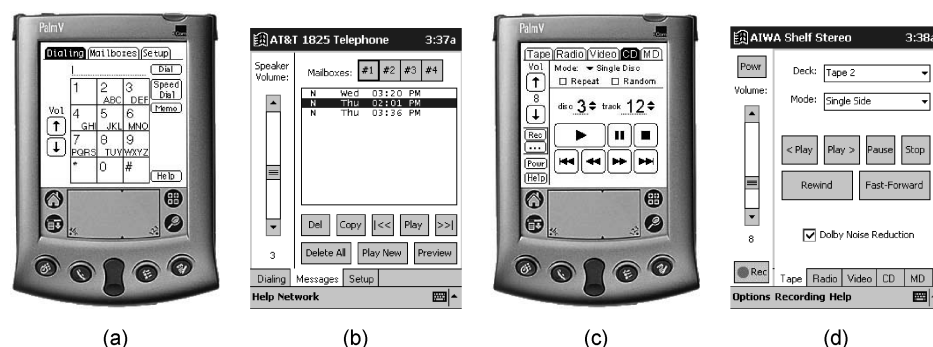 PalmV
Dialing Mailboxes Setup
Dial
1 2 ABC 3 DEF
Speed Dial
4 GHI 5 JKL 6 MNO
Memo
Vol
7 PQRS 8 TUV 9 WXYZ
* 0 #
Help
(a)
AT&T 1825 Telephone 3:37a
Speaker Volume:
Mailboxes: #1 #2 #3 #4
N Wed 03:20 PM
N Thu 02:01 PM
N Thu 03:36 PM
Del Copy |<< Play >>|
3
Delete All Play New Preview
Dialing Messages Setup
Help Network
(b)
PalmV
Tape Radio Video CD MD
Vol
Mode: Single Disc
Repeat Random
8
disc 3 track 12
Rec
...
Powr
Help
(c)
AIWA Shelf Stereo 3:38a
Powr
Deck: Tape 2
Volume:
Mode: Single Side
< Play Play > Pause Stop
Rewind Fast-Forward
8
Dolby Noise Reduction
Rec
Tape Radio Video CD MD
Options Recording Help
(d)